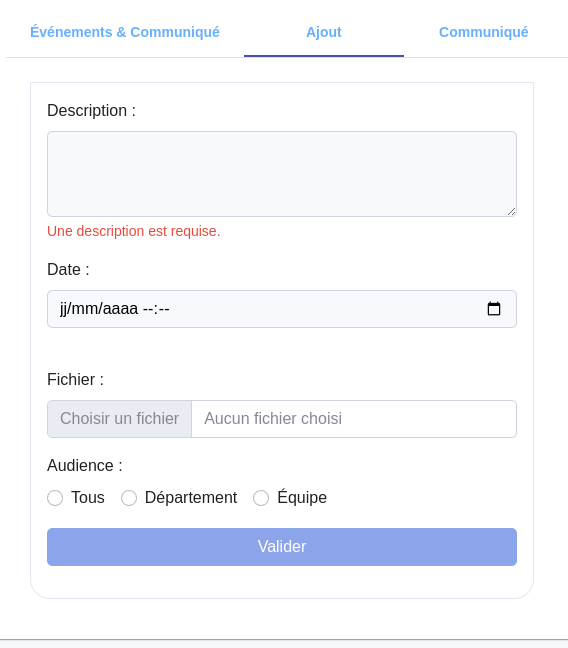 Événements & Communiqué Ajout Communiqué
Description :
Une description est requise.
Date :
jj/mm/aaaa --:--
Fichier :
Choisir un fichier Aucun fichier choisi
Audience :
Tous Département Équipe
Valider